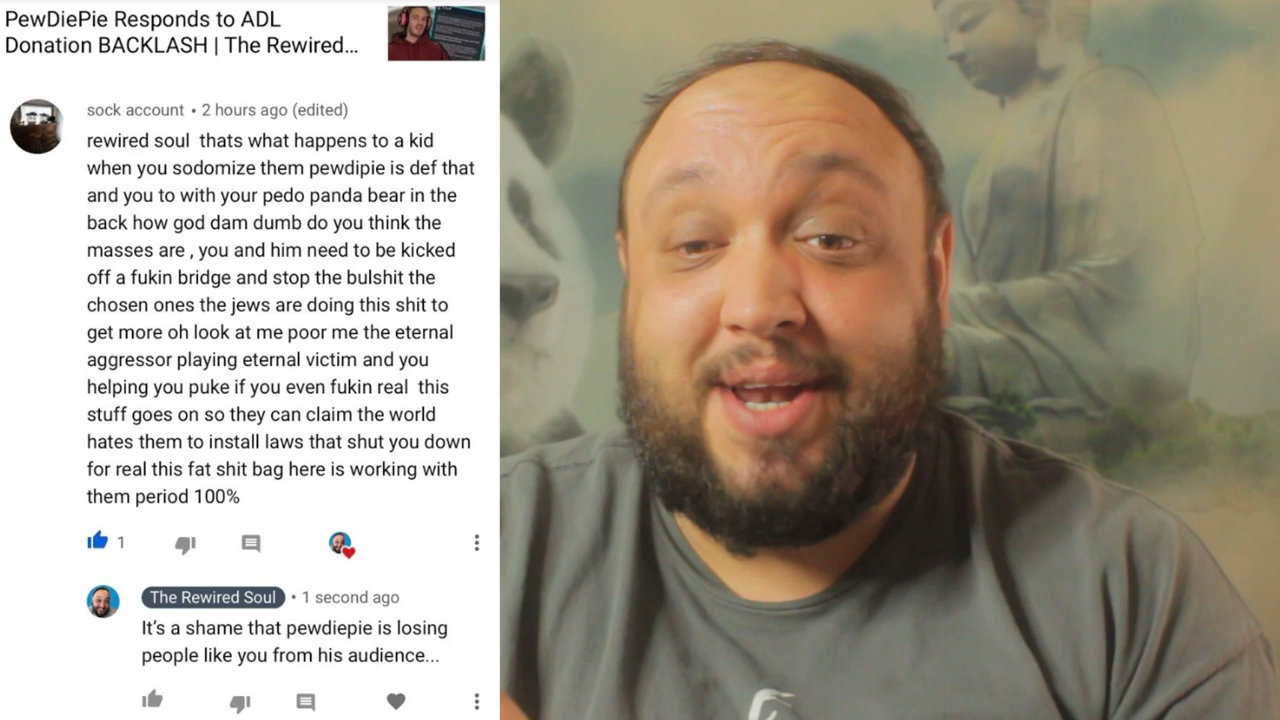 PewDiePie Responds to ADL
Donation BACKLASH | The Rewired...
sock account • 2 hours ago (edited)
rewired soul thats what happens to a kid
when you sodomize them pewdipie is def that
and you to with your pedo panda bear in the
back how god dam dumb do you think the
masses are , you and him need to be kicked
off a fukin bridge and stop the bulshit the
chosen ones the jews are doing this shit to
get more oh look at me poor me the eternal
aggressor playing eternal victim and you
helping you puke if you even fukin real this
stuff goes on so they can claim the world
hates them to install laws that shut you down
for real this fat shit bag here is working with
them period 100%
1
The Rewired Soul • 1 second ago
It's a shame that pewdiepie is losing
people like you from his audience...